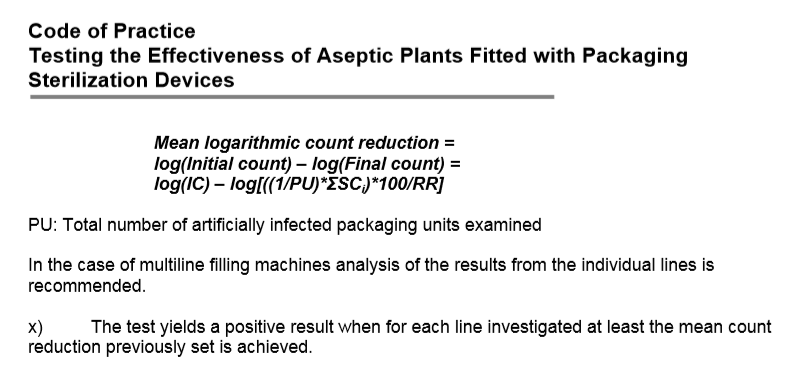 Code of Practice
Testing the Effectiveness of Aseptic Plants Fitted with Packaging
Sterilization Devices
Mean logarithmic count reduction =
log(Initial count) – log(Final count) =
log(IC) – log[((1/PU)*ΣSCᵢ)*100/RR]
PU: Total number of artificially infected packaging units examined
In the case of multiline filling machines analysis of the results from the individual lines is
recommended.
x) The test yields a positive result when for each line investigated at least the mean count
reduction previously set is achieved.